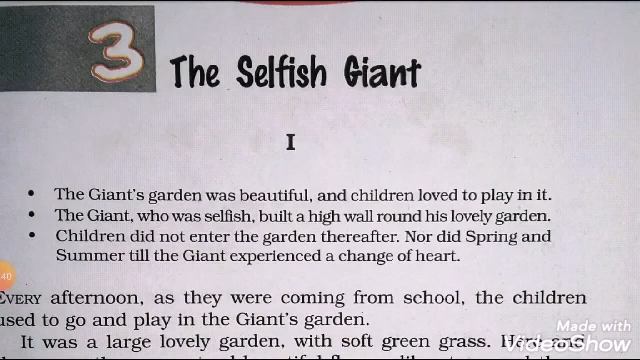 3
The Selfish Giant
I
• The Giant's garden was beautiful, and children loved to play in it.
• The Giant, who was selfish, built a high wall round his lovely garden.
• Children did not enter the garden thereafter. Nor did Spring and
Summer till the Giant experienced a change of heart.
40
EVERY afternoon, as they were coming from school, the children
used to go and play in the Giant's garden.
It was a large lovely garden, with soft green grass. Here and
Made with
VideoShow